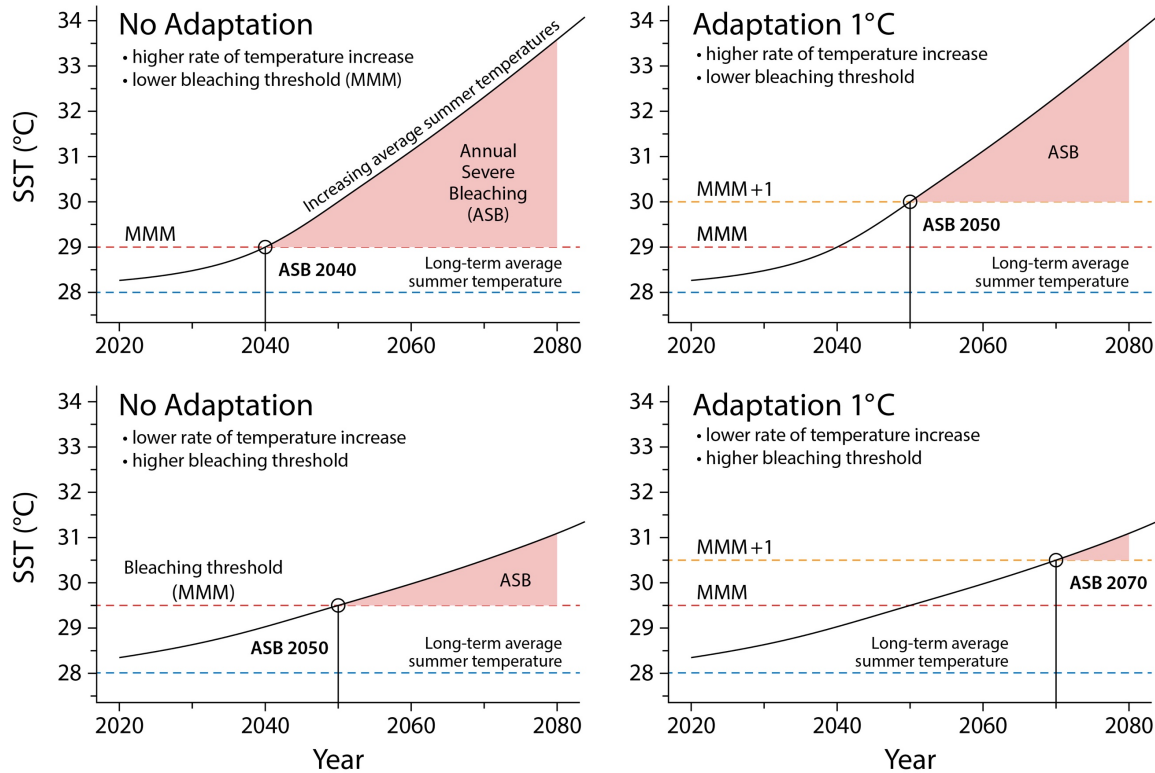 No Adaptation
• higher rate of temperature increase
• lower bleaching threshold (MMM)
Increasing average summer temperatures
Annual
Severe
Bleaching
(ASB)
MMM
ASB 2040
Long-term average
summer temperature
SST (°C)
34
33
32
31
30
29
28
2020
2040
2060
2080
Adaptation 1°C
• higher rate of temperature increase
• lower bleaching threshold
ASB
MMM +1
ASB 2050
MMM
Long-term average
summer temperature
34
33
32
31
30
29
28
2020
2040
2060
2080
No Adaptation
• lower rate of temperature increase
• higher bleaching threshold
Bleaching threshold
(MMM)
ASB
ASB 2050
Long-term average
summer temperature
SST (°C)
34
33
32
31
30
29
28
2020
2040
2060
2080
Year
Adaptation 1°C
• lower rate of temperature increase
• higher bleaching threshold
MMM +1
ASB 2070
MMM
Long-term average
summer temperature
34
33
32
31
30
29
28
2020
2040
2060
2080
Year